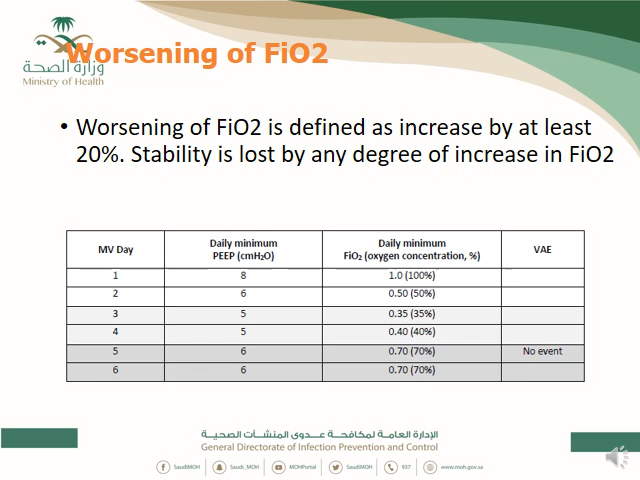 Worsening of FiO2
وزارة الصحة
Ministry of Health
• Worsening of FiO2 is defined as increase by at least
20%. Stability is lost by any degree of increase in FiO2
MV Day | Daily minimum PEEP (cmH₂O) | Daily minimum FiO₂ (oxygen concentration, %) | VAE
1 | 8 | 1.0 (100%)
2 | 6 | 0.50 (50%)
3 | 5 | 0.35 (35%)
4 | 5 | 0.40 (40%)
5 | 6 | 0.70 (70%) | No event
6 | 6 | 0.70 (70%)
الإدارة العامة لمكافحة عدوى المنشآت الصحية
General Directorate of Infection Prevention and Control
SaudiMOH Saudi_MOH MOHPortal SaudiMOH 937 www.moh.gov.sa